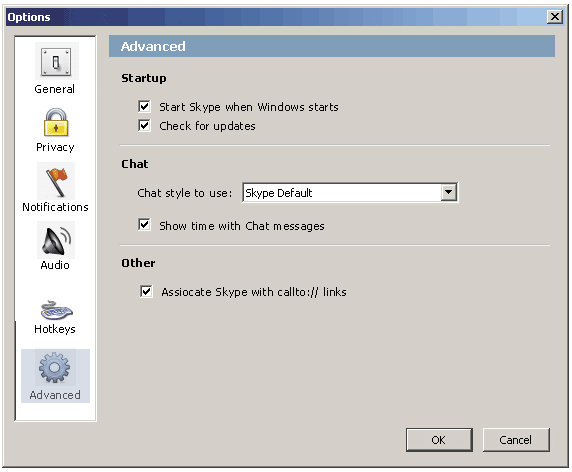 Options
General
Privacy
Notifications
Audio
Hotkeys
Advanced
Advanced
Startup
Start Skype when Windows starts
Check for updates
Chat
Chat style to use: Skype Default
Show time with Chat messages
Other
Assiocate Skype with callto:// links
OK Cancel